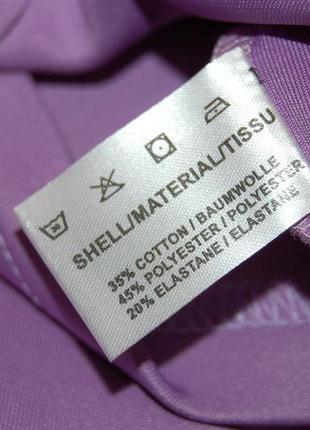 SHELL/MATERIAL/TISSU
35% COTTON / BAUMWOLLE
45% POLYESTER / POLYESTER
20% ELASTANE / ELASTANE